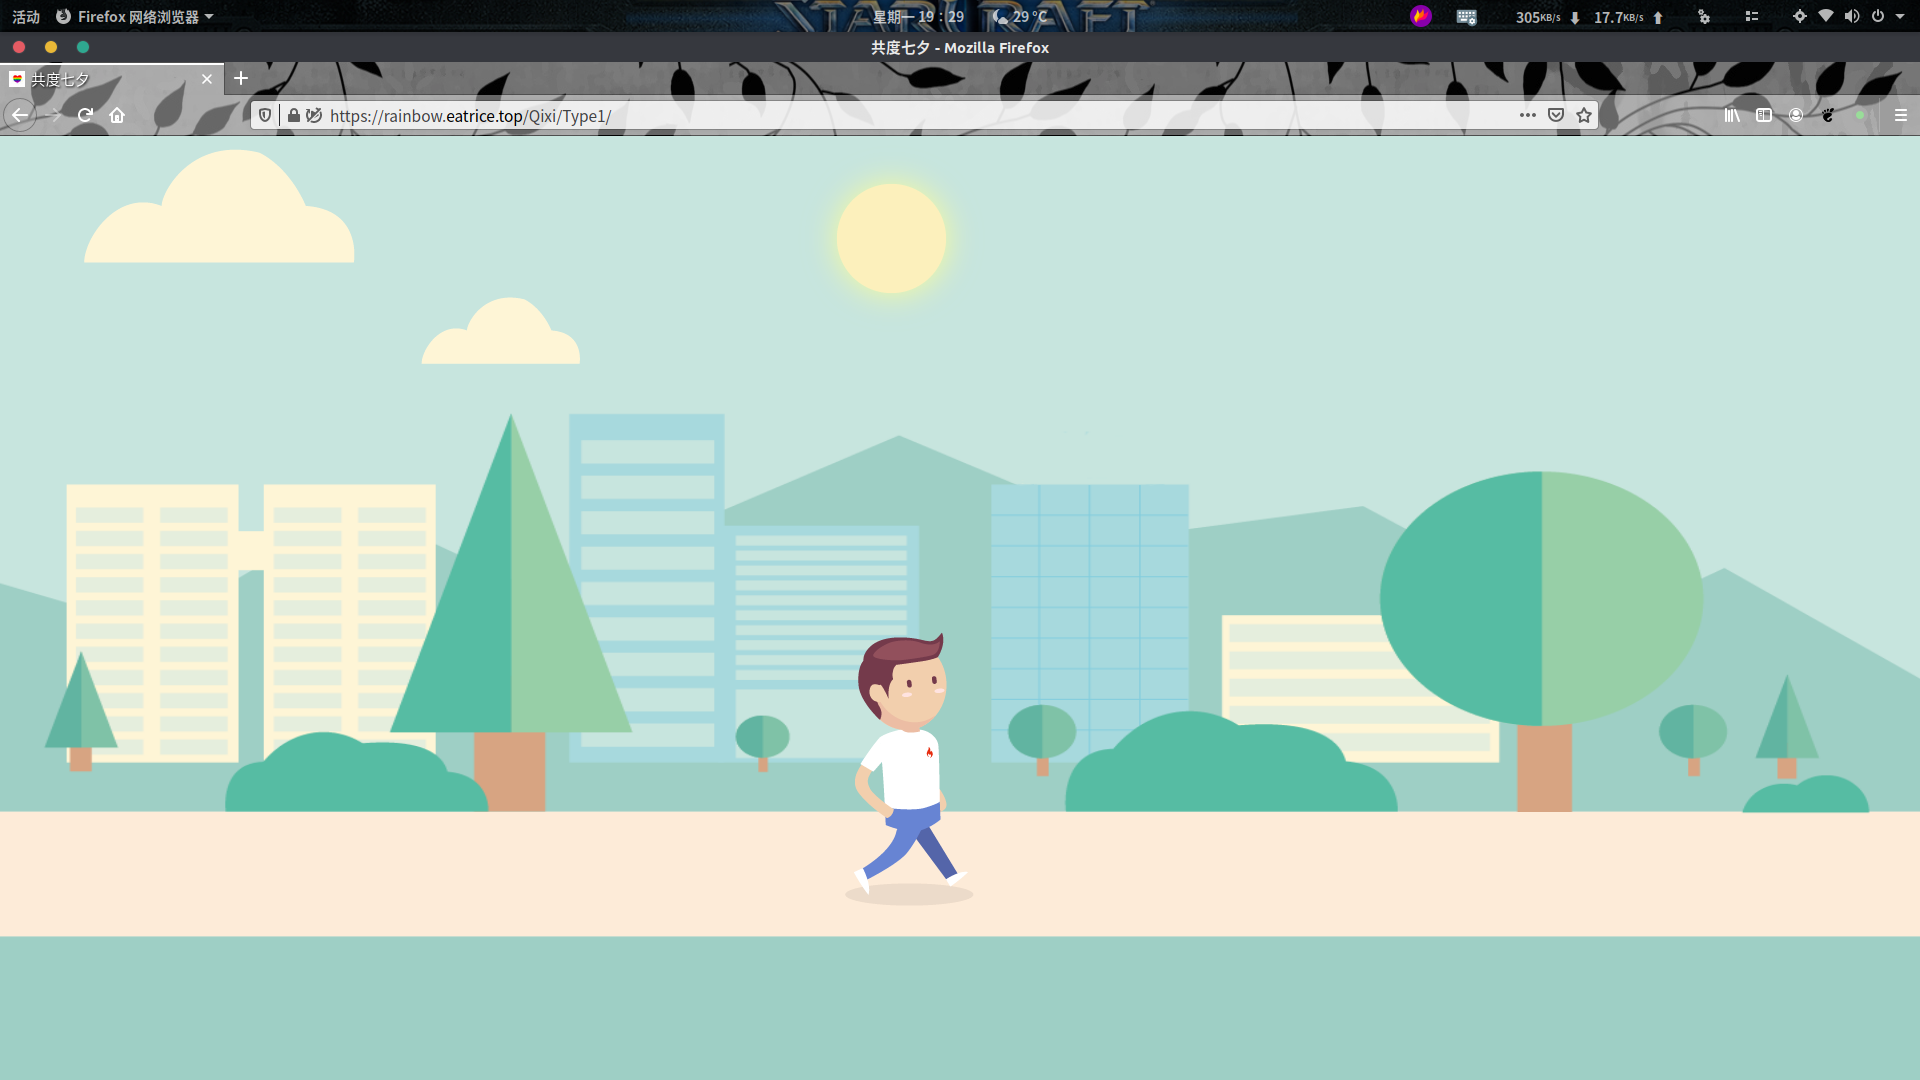 活动 Firefox 网络浏览器 星期一 19：29 29 °C 305KB/s 17.7KB/s
共度七夕 - Mozilla Firefox
共度七夕
https://rainbow.eatrice.top/Qixi/Type1/